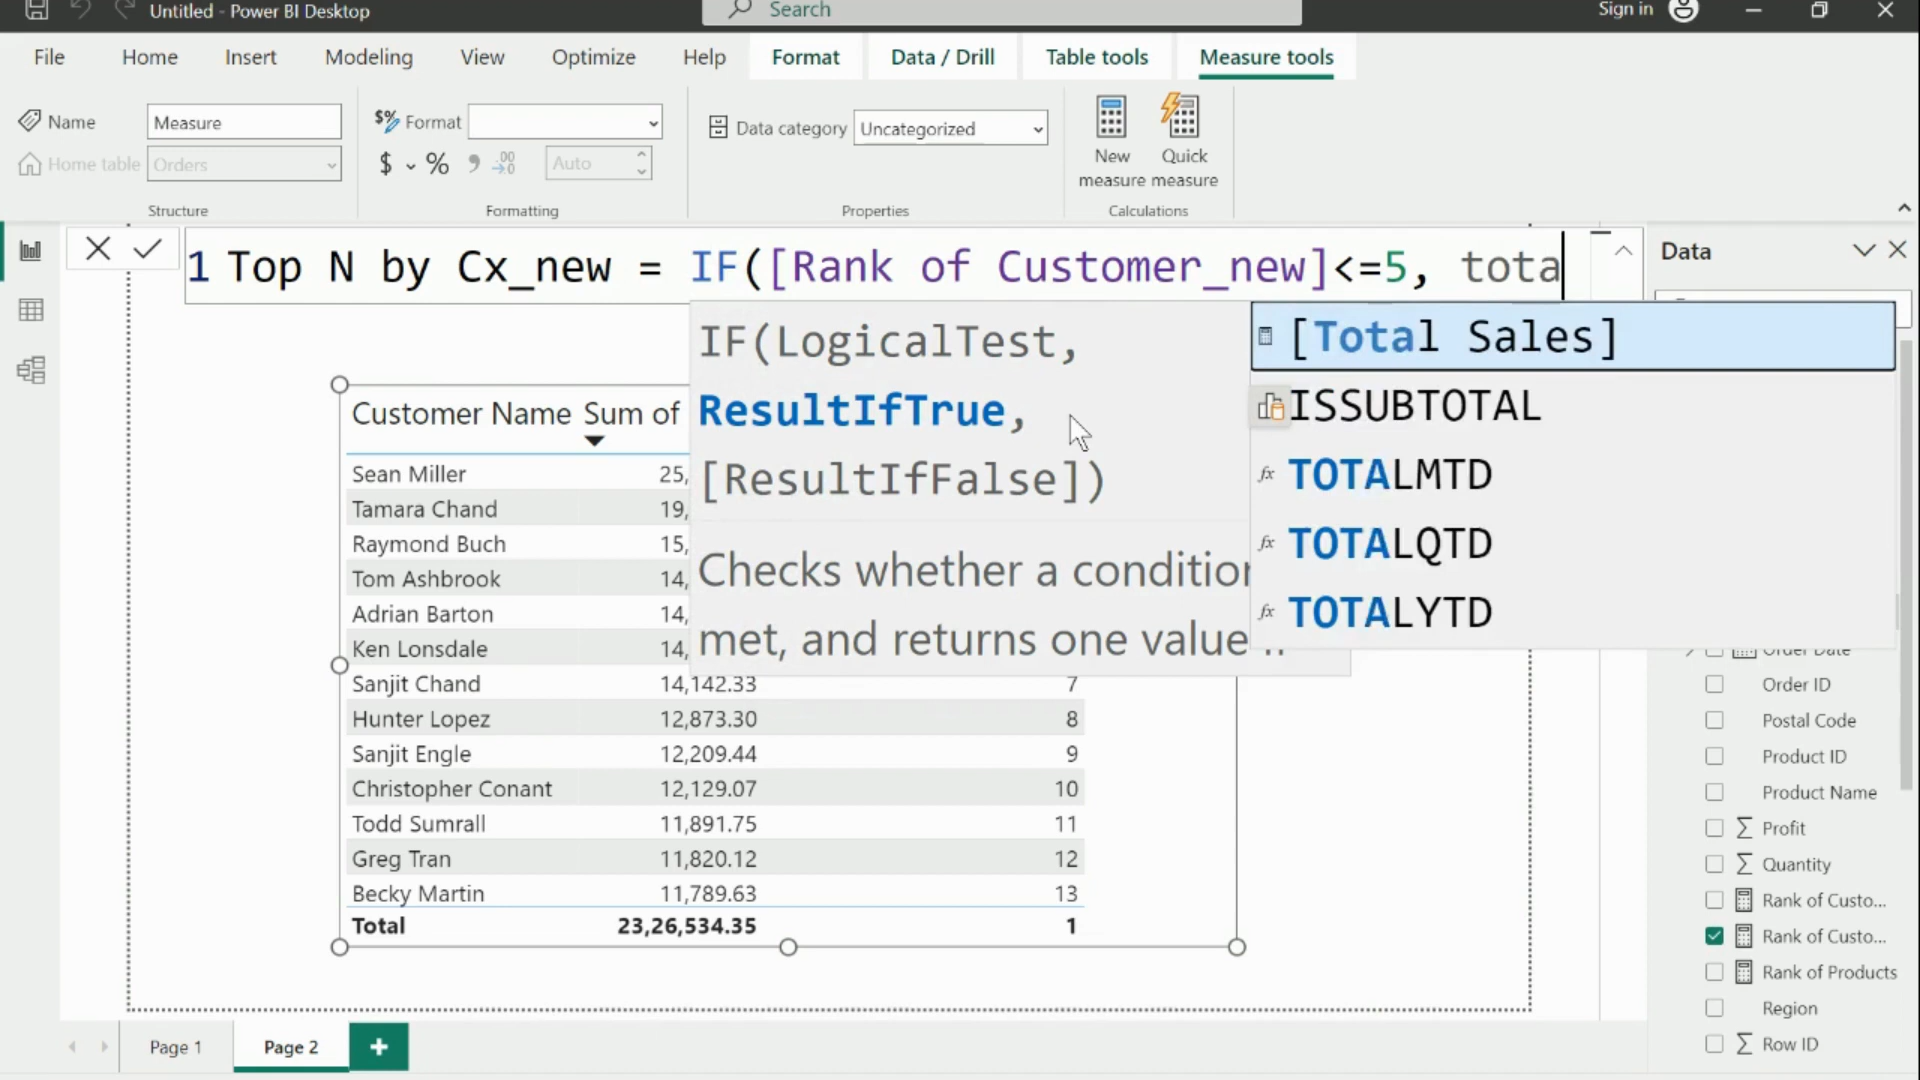 Untitled - Power BI Desktop
Search
Sign in
File
Home
Insert
Modeling
View
Optimize
Help
Format
Data / Drill
Table tools
Measure tools
Name
Measure
Home table
Orders
Structure
$% Format
$ % 9 .00
Auto
Formatting
Data category
Uncategorized
Properties
New measure
Quick measure
Calculations
1 Top N by Cx_new = IF([Rank of Customer_new]<=5, tota
Data
IF(LogicalTest,
ResultIfTrue,
[ResultIfFalse])
Checks whether a condition
met, and returns one value
[Total Sales]
ISSUBTOTAL
TOTALMTD
TOTALQTD
TOTALYTD
Customer Name Sum of
Sean Miller 25,
Tamara Chand 19,
Raymond Buch 15,
Tom Ashbrook 14,
Adrian Barton 14,
Ken Lonsdale 14,
Sanjit Chand 14,142.33 7
Hunter Lopez 12,873.30 8
Sanjit Engle 12,209.44 9
Christopher Conant 12,129.07 10
Todd Sumrall 11,891.75 11
Greg Tran 11,820.12 12
Becky Martin 11,789.63 13
Total 23,26,534.35 1
Order Date
Order ID
Postal Code
Product ID
Product Name
Profit
Quantity
Rank of Custo...
Rank of Custo...
Rank of Products
Region
Row ID
Page 1
Page 2